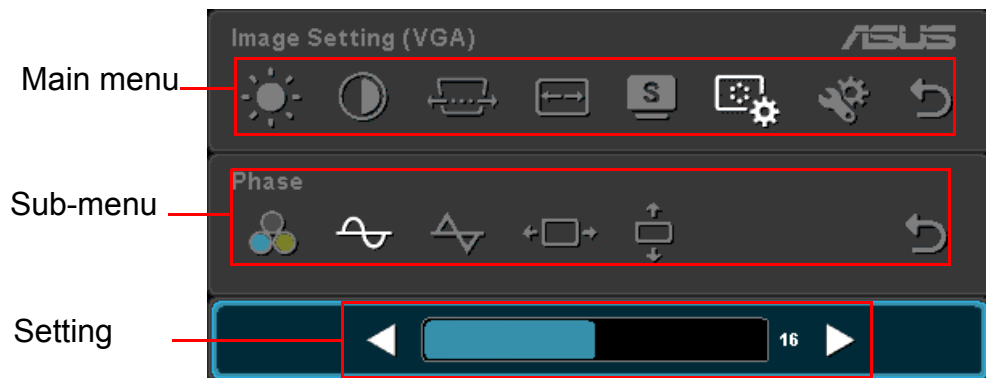 Image Setting (VGA)
ASUS
Main menu
S
Phase
Sub-menu
Setting
16